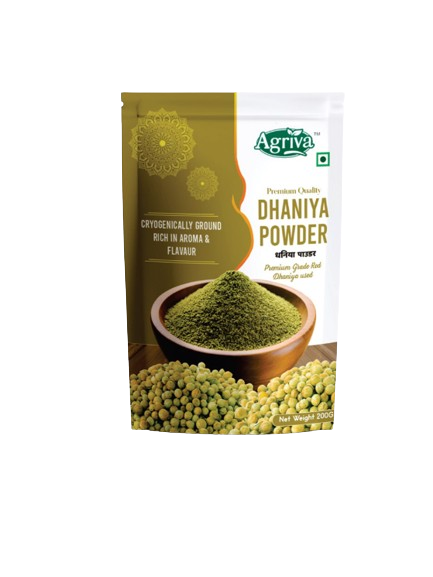 Agriva
TM
Premium Quality
DHANIYA
POWDER
धनिया पाउडर
Premium Grade Red
Dhaniya used
CRYOGENICALLY GROUND
RICH IN AROMA &
FLAVAUR
Net Weight 200G